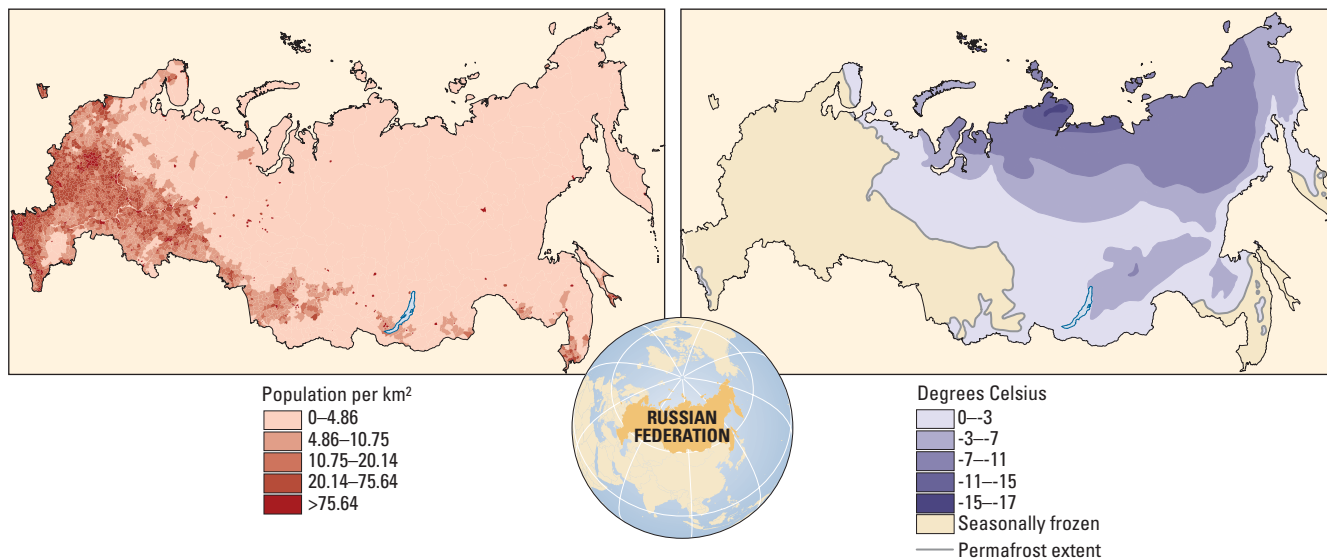 Population per km²
0–4.86
4.86–10.75
10.75–20.14
20.14–75.64
>75.64
RUSSIAN
FEDERATION
Degrees Celsius
0–-3
-3–-7
-7–-11
-11–-15
-15–-17
Seasonally frozen
Permafrost extent